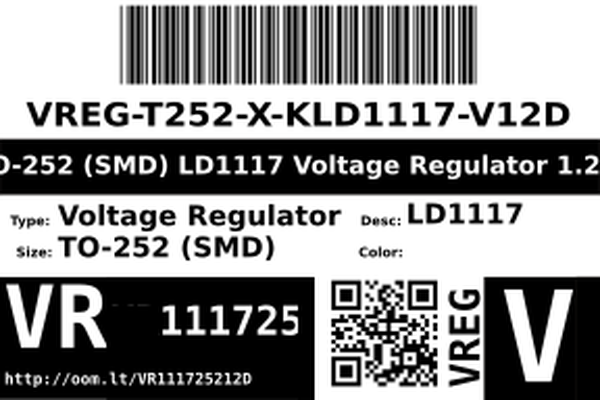 VREG-T252-X-KLD1117-V12D
O-252 (SMD) LD1117 Voltage Regulator 1.2
Type: Voltage Regulator Desc: LD1117
Size: TO-252 (SMD) Color:
VR 111725 VREG V
http://oom.lt/VR111725212D